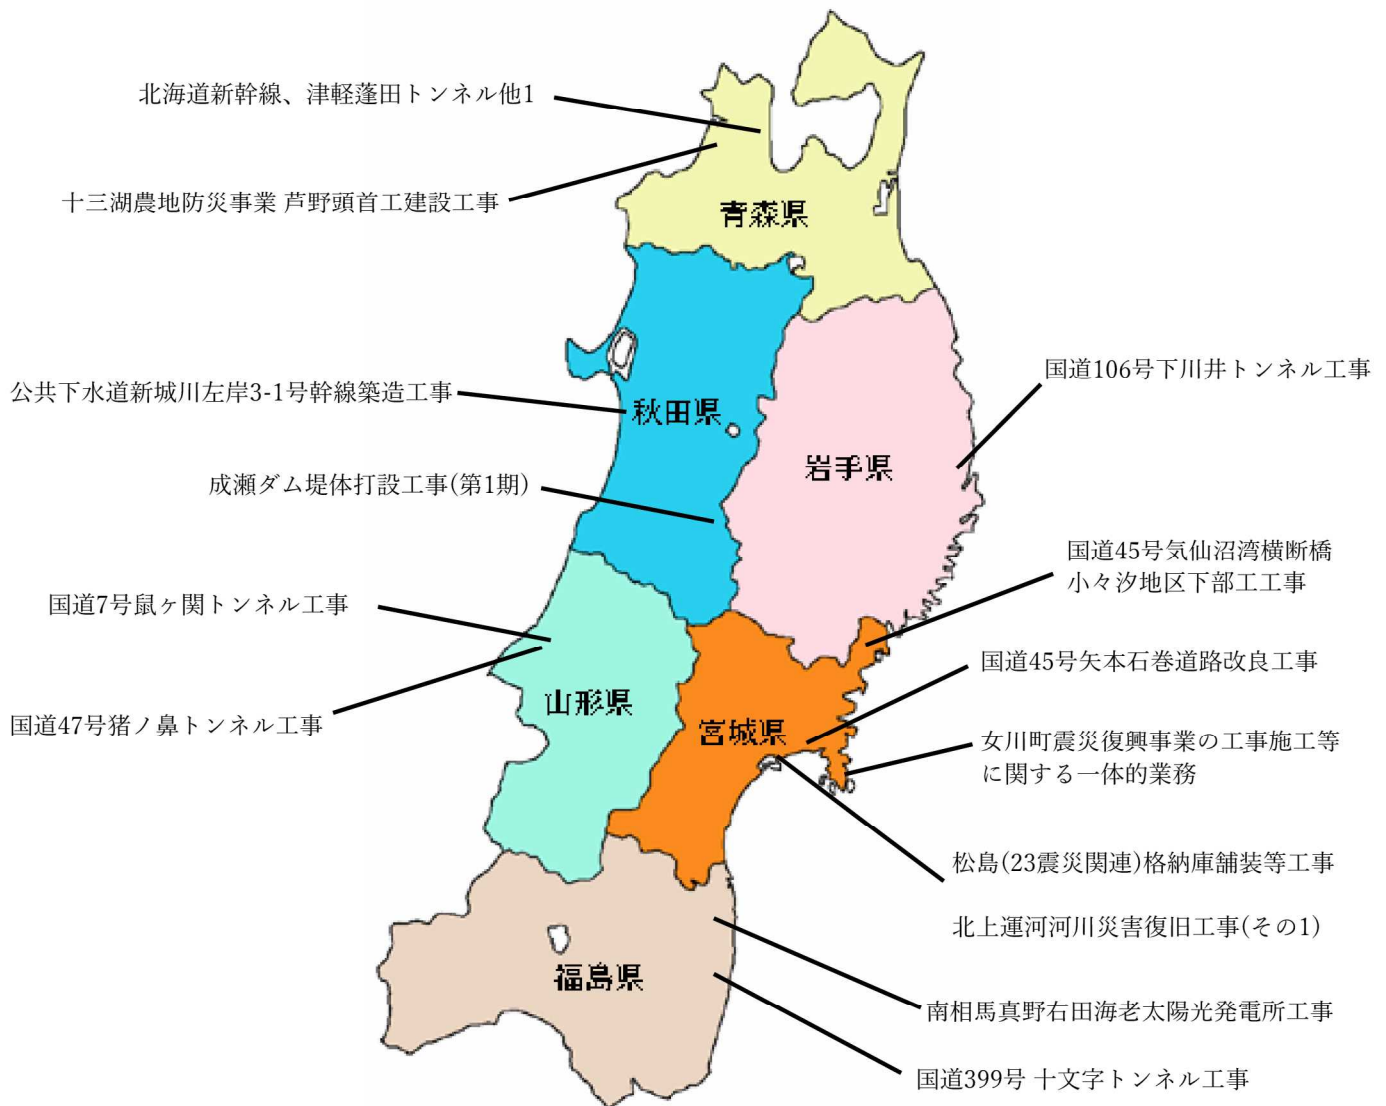 北海道新幹線、津軽蓬田トンネル他1
十三湖農地防災事業 芦野頭首工建設工事
青森県
国道106号下川井トンネル工事
公共下水道新城川左岸3-1号幹線築造工事
秋田県
岩手県
成瀬ダム堤体打設工事(第1期)
国道45号気仙沼湾横断橋
小々汐地区下部工工事
国道7号鼠ヶ関トンネル工事
国道45号矢本石巻道路改良工事
山形県
国道47号猪ノ鼻トンネル工事
宮城県
女川町震災復興事業の工事施工等
に関する一体的業務
松島(23震災関連)格納庫舗装等工事
北上運河河川災害復旧工事(その1)
福島県
南相馬真野右田海老太陽光発電所工事
国道399号 十文字トンネル工事